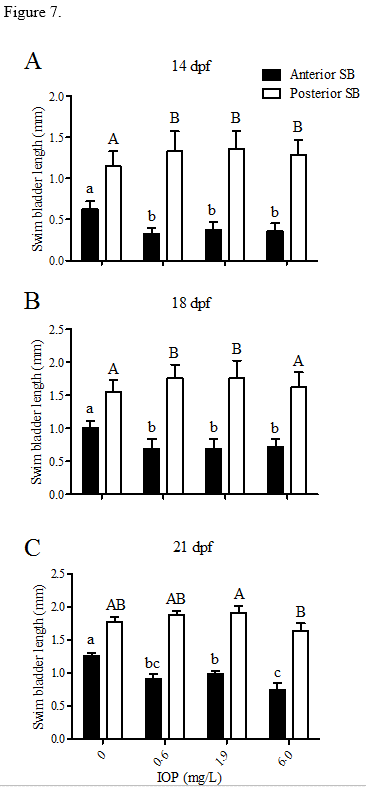 Figure 7.
A
14 dpf
Anterior SB
Posterior SB
Swim bladder length (mm)
2.0
1.5
1.0
0.5
0.0
a
A
b
B
b
B
b
B
B
18 dpf
Swim bladder length (mm)
2.5
2.0
1.5
1.0
0.5
0.0
a
A
b
B
b
B
b
A
C
21 dpf
Swim bladder length (mm)
2.5
2.0
1.5
1.0
0.5
0.0
a
AB
bc
AB
b
A
c
B
0
0.6
1.9
6.0
IOP (mg/L)